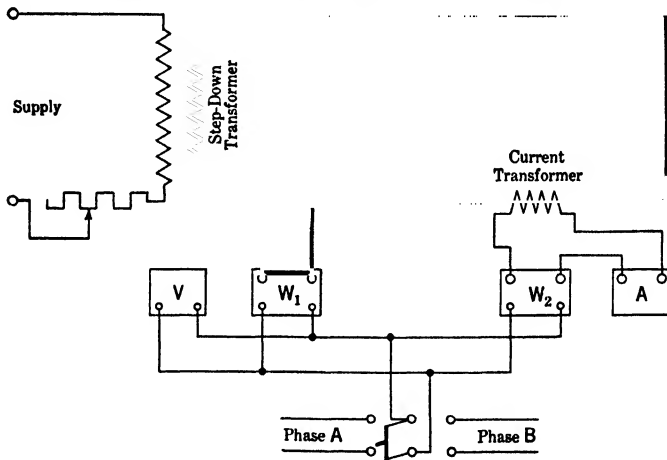 Supply
Step-Down
Transformer
Current
Transformer
V
W1
W2
A
Phase A
Phase B